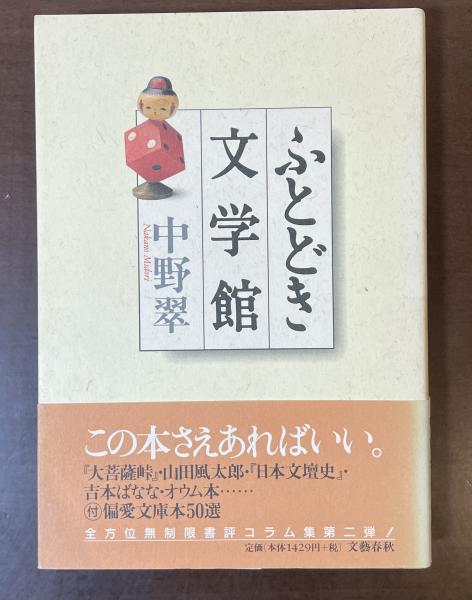 ふとどき
文学館
中野翠
Nakano Midori
この本さえあればいい。
『大菩薩峠』・山田風太郎・『日本文壇史』・
吉本ばなな・オウム本……
付偏愛文庫本50選
全方位無制限書評コラム集第二弾！
定価(本体1429円＋税) 文藝春秋